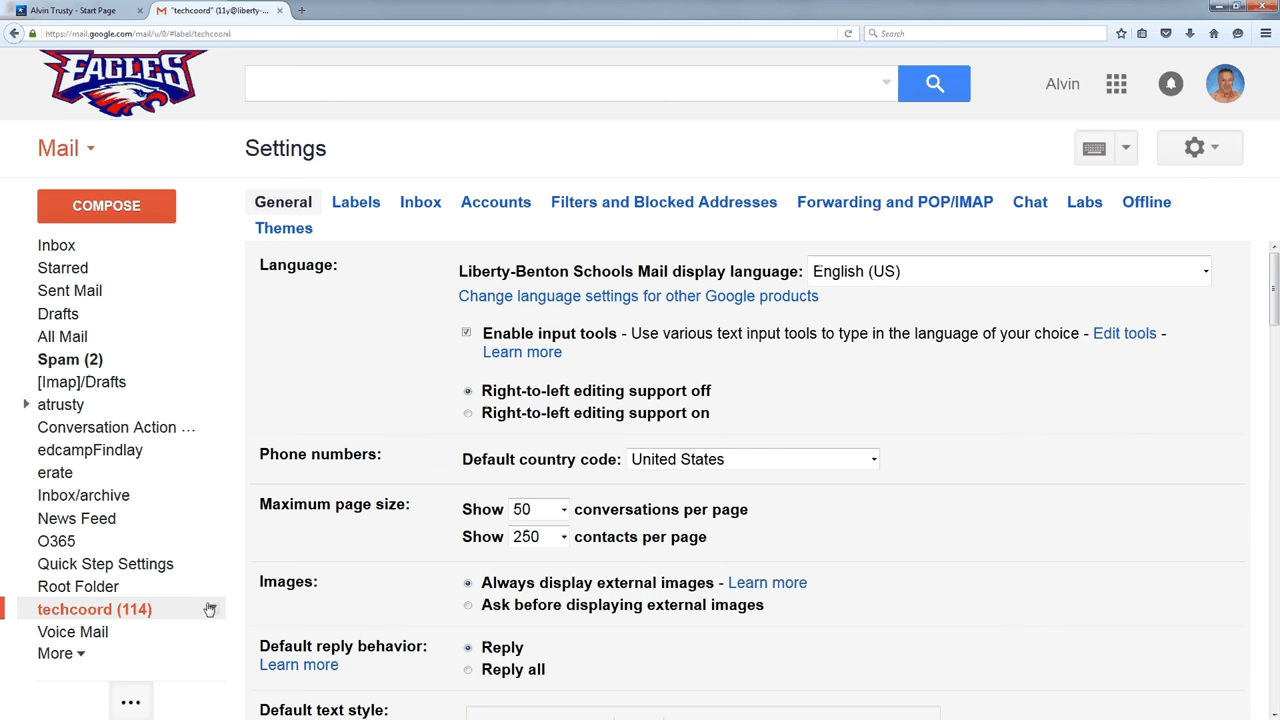 Alvin Trusty - Start Page
"techcoord" (11y@liberty-...
https://mail.google.com/mail/u/0/#label/techcoord
Search
EAGLES
Alvin
Mail
Settings
COMPOSE
General Labels Inbox Accounts Filters and Blocked Addresses Forwarding and POP/IMAP Chat Labs Offline
Themes
Inbox
Starred
Sent Mail
Drafts
All Mail
Spam (2)
[Imap]/Drafts
atrusty
Conversation Action ...
edcampFindlay
erate
Inbox/archive
News Feed
O365
Quick Step Settings
Root Folder
techcoord (114)
Voice Mail
More
Language:
Liberty-Benton Schools Mail display language: English (US)
Change language settings for other Google products
Enable input tools - Use various text input tools to type in the language of your choice - Edit tools -
Learn more
Right-to-left editing support off
Right-to-left editing support on
Phone numbers:
Default country code: United States
Maximum page size:
Show 50 conversations per page
Show 250 contacts per page
Images:
Always display external images - Learn more
Ask before displaying external images
Default reply behavior:
Learn more
Reply
Reply all
Default text style: